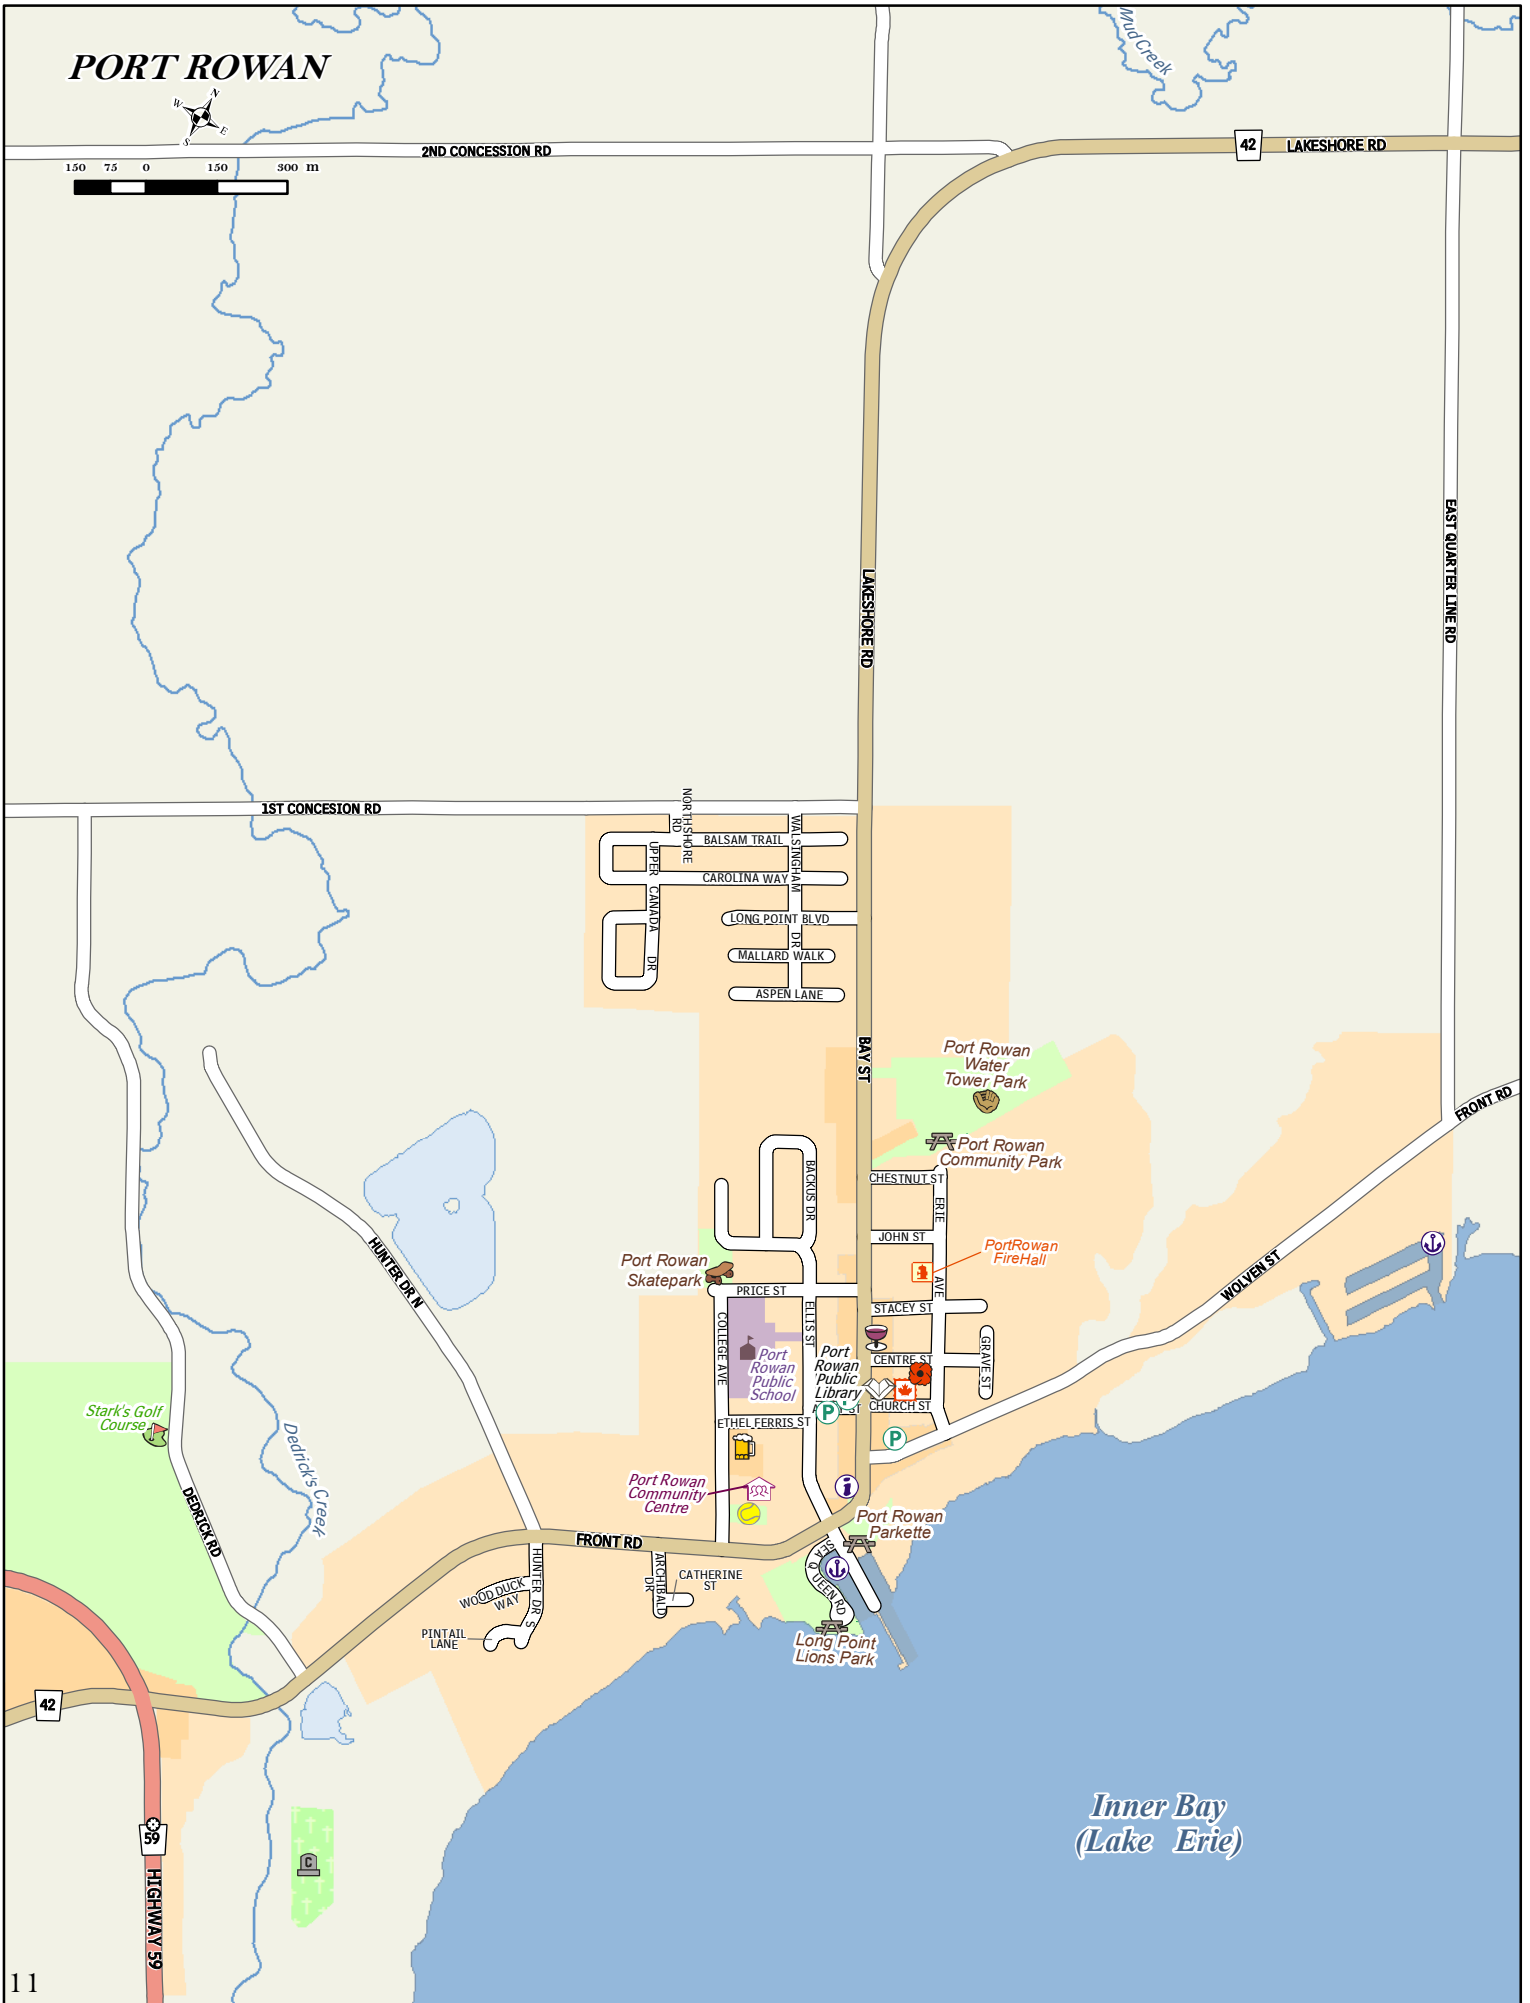 Mud Creek
PORT ROWAN
N
W
E
S
150 75 0 150 300 m
2ND CONCESSION RD
42
LAKESHORE RD
EAST QUARTER LINE RD
LAKESHORE RD
1ST CONCESION RD
NORTHSHORE
RD
BALSAM TRAIL
WALSINGHAM
DR
UPPER CANADA
DR
CAROLINA WAY
LONG POINT BLVD
MALLARD WALK
ASPEN LANE
BAY ST
Port Rowan
Water
Tower Park
FRONT RD
Port Rowan
Community Park
BACKUS DR
CHESTNUT ST
ERIE
AVE
JOHN ST
HUNTER DR N
Port Rowan
Skatepark
PortRowan
FireHall
WOLVEN ST
PRICE ST
STACEY ST
COLLEGE AVE
ELLIS ST
GRAVE ST
Port
Rowan
Public
School
Port
Rowan
Public
Library
CENTRE ST
CHURCH ST
P
ST
ETHEL FERRIS ST
P
Stark's Golf
Course
Dedrick's Creek
DEDRICK RD
Port Rowan
Community
Centre
i
Port Rowan
Parkette
FRONT RD
SEA QUEEN RD
HUNTER DR S
ARCHIBALD
DR
CATHERINE
ST
WOOD DUCK
WAY
PINTAIL
LANE
Long Point
Lions Park
42
Inner Bay
(Lake Erie)
59
C
HIGHWAY 59
11